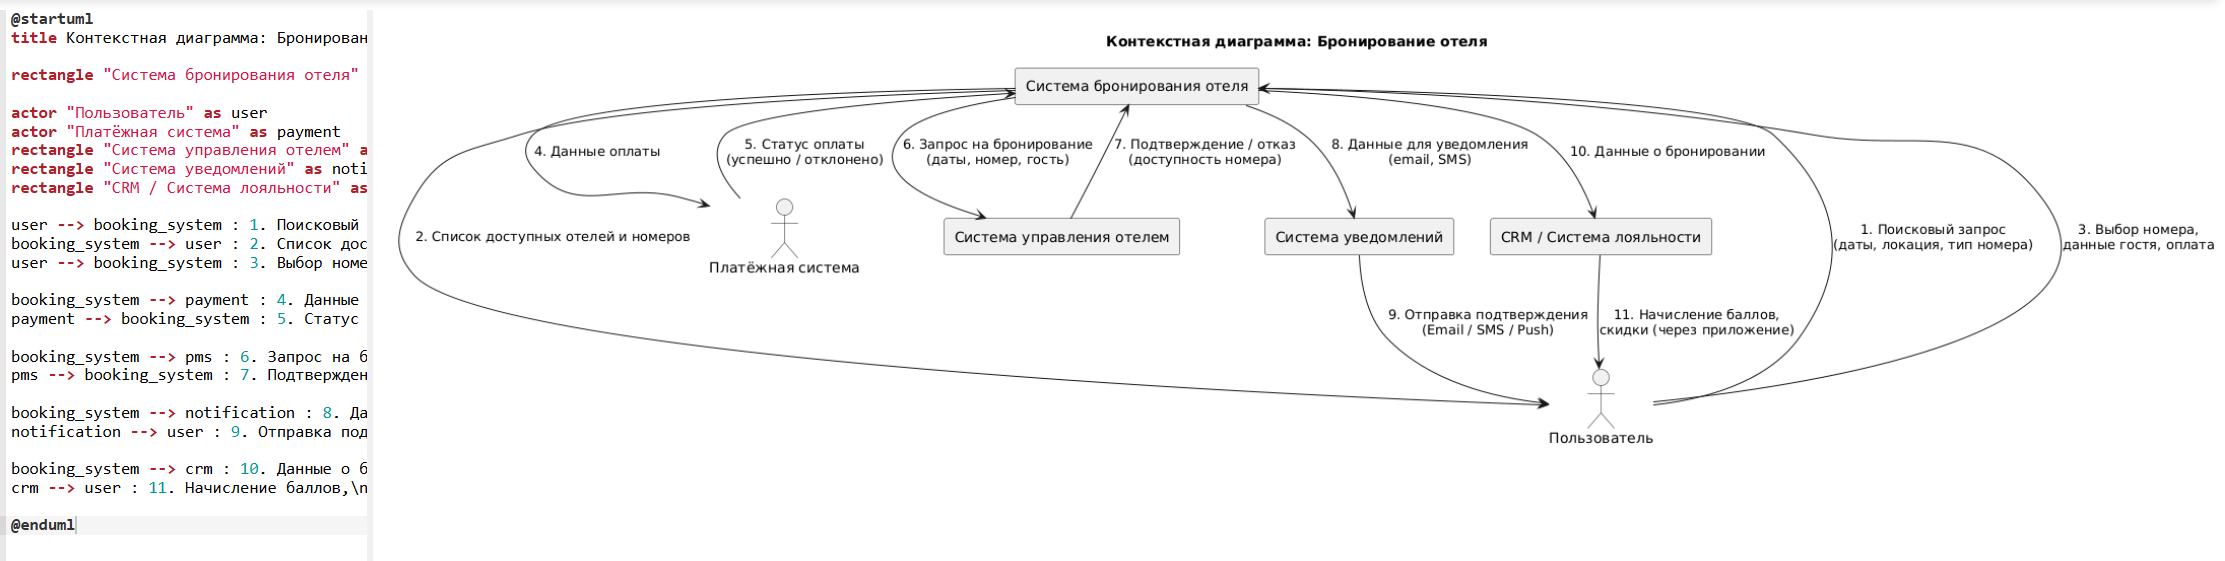 @startuml
title Контекстная диаграмма: Бронирован
rectangle "Система бронирования отеля"
actor "Пользователь" as user
actor "Платёжная система" as payment
rectangle "Система управления отелем" a
rectangle "Система уведомлений" as noti
rectangle "CRM / Система лояльности" as
user --> booking_system : 1. Поисковый
booking_system --> user : 2. Список дос
user --> booking_system : 3. Выбор номе
booking_system --> payment : 4. Данные
payment --> booking_system : 5. Статус
booking_system --> pms : 6. Запрос на б
pms --> booking_system : 7. Подтвержден
booking_system --> notification : 8. Да
notification --> user : 9. Отправка под
booking_system --> crm : 10. Данные о б
crm --> user : 11. Начисление баллов,\n
@enduml
Контекстная диаграмма: Бронирование отеля
Система бронирования отеля
4. Данные оплаты
5. Статус оплаты
(успешно / отклонено)
6. Запрос на бронирование
(даты, номер, гость)
7. Подтверждение / отказ
(доступность номера)
8. Данные для уведомления
(email, SMS)
10. Данные о бронировании
2. Список доступных отелей и номеров
Платёжная система
Система управления отелем
Система уведомлений
CRM / Система лояльности
1. Поисковый запрос
(даты, локация, тип номера)
3. Выбор номера,
данные гостя, оплата
9. Отправка подтверждения
(Email / SMS / Push)
11. Начисление баллов,
скидки (через приложение)
Пользователь